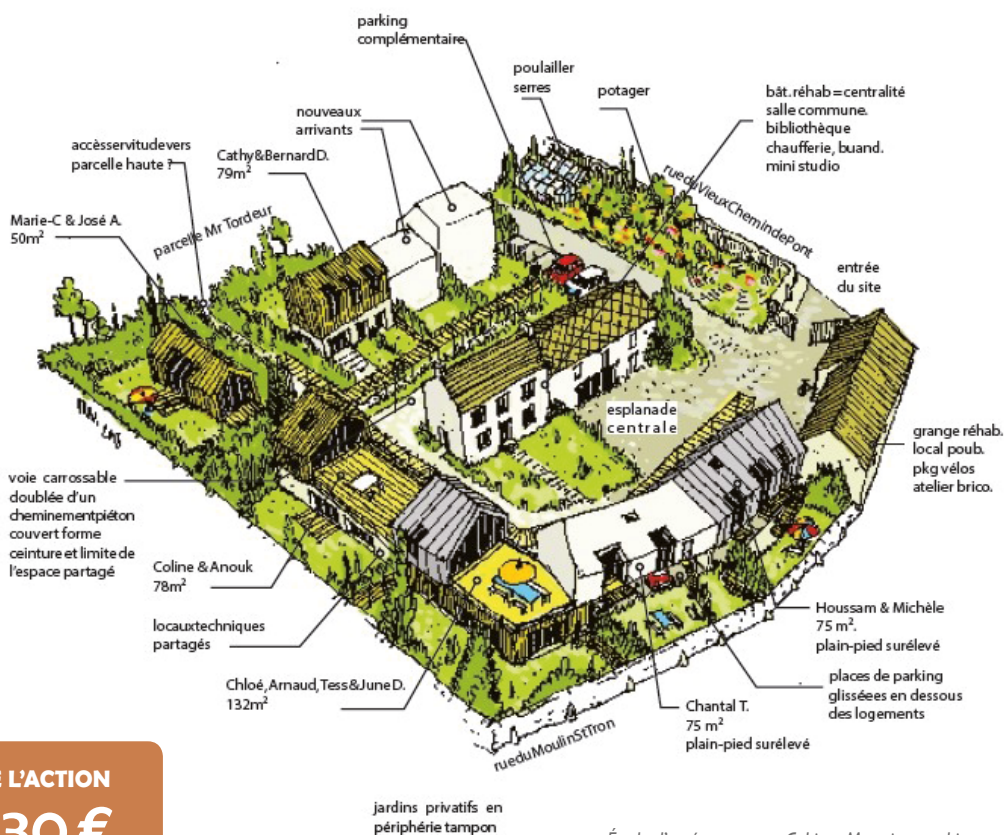 parking
complémentaire
poulailler
serres
potager
bât. réhab = centralité
salle commune.
bibliothèque
chaufferie, buand.
mini studio
nouveaux
arrivants
accèsservitudevers
parcelle haute ?
Cathy&BernardD.
79m²
Marie-C & José A.
50m²
parcelle Mr Tordeur
rueduVieuxChemindePont
entrée
du site
esplanade
centrale
grange réhab.
local poub.
pkg vélos
atelier brico.
voie carrossable
doublée d'un
cheminementpiéton
couvert forme
ceinture et limite de
l'espace partagé
Coline & Anouk
78m²
locauxtechniques
partagés
Chloé, Arnaud, Tess&June D.
132m²
Houssam & Michèle
75 m².
plain-pied surélevé
places de parking
glisséees en dessous
des logements
Chantal T.
75 m²
plain-pied surélevé
rueduMoulinStTron
L'ACTION
30 €
jardins privatifs en
périphérie tampon